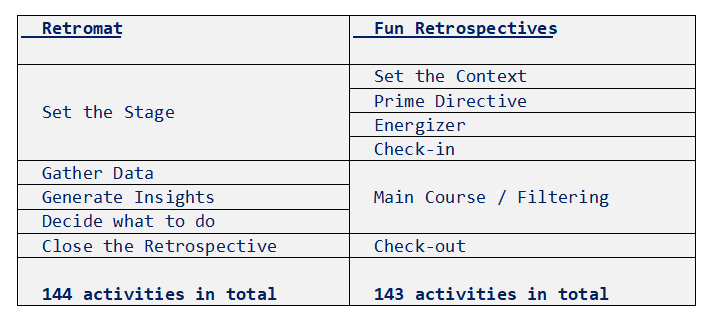 Retromat Fun Retrospectives
Set the Context
Set the Stage Prime Directive
Energizer
Check-in
Gather Data
Generate Insights Main Course / Filtering
Decide what to do
Close the Retrospective Check-out
144 activities in total 143 activities in total